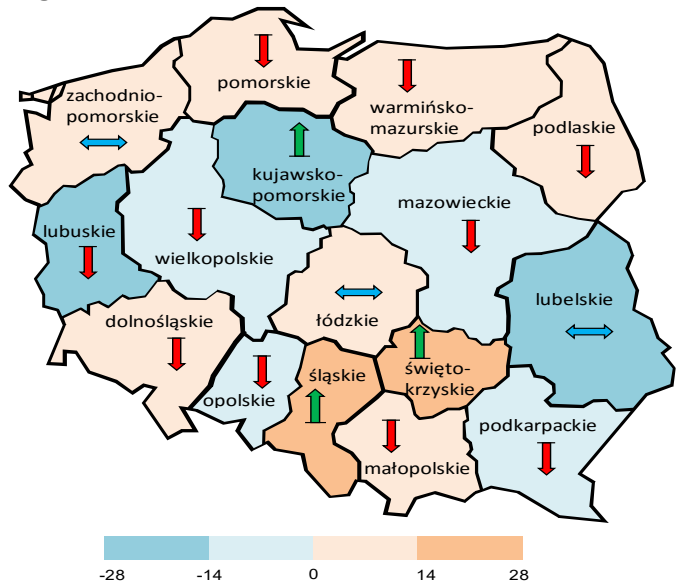 pomorskie
zachodnio-
pomorskie
warmińsko-
mazurskie
podlaskie
kujawsko-
pomorskie
mazowieckie
lubuskie
wielkopolskie
lubelskie
dolnośląskie
łódzkie
śląskie
święto-
krzyskie
opolskie
podkarpackie
małopolskie
-28 -14 0 14 28